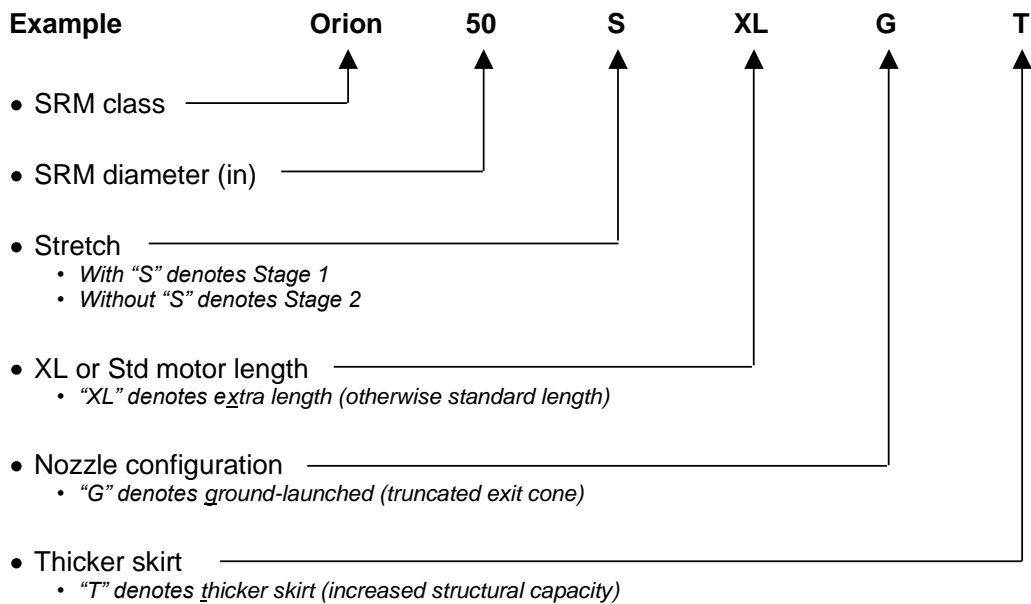 Example Orion 50 S XL G T
• SRM class
• SRM diameter (in)
• Stretch
• With “S” denotes Stage 1
• Without “S” denotes Stage 2
• XL or Std motor length
• “XL” denotes extra length (otherwise standard length)
• Nozzle configuration
• “G” denotes ground-launched (truncated exit cone)
• Thicker skirt
• “T” denotes thicker skirt (increased structural capacity)